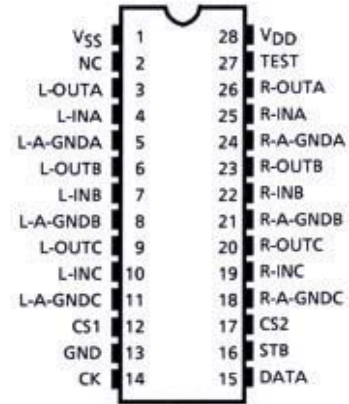 VSS 1 28 VDD
NC 2 27 TEST
L-OUTA 3 26 R-OUTA
L-INA 4 25 R-INA
L-A-GNDA 5 24 R-A-GNDA
L-OUTB 6 23 R-OUTB
L-INB 7 22 R-INB
L-A-GNDB 8 21 R-A-GNDB
L-OUTC 9 20 R-OUTC
L-INC 10 19 R-INC
L-A-GNDC 11 18 R-A-GNDC
CS1 12 17 CS2
GND 13 16 STB
CK 14 15 DATA